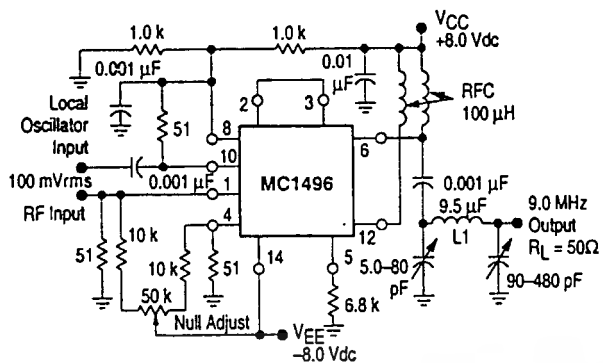 1.0 k
1.0 k
VCC
+8.0 Vdc
0.001 µF
0.01
µF
RFC
100 µH
Local
Oscillator
Input
51
2
3
8
6
10
100 mVrms
0.001 µF
MC1496
0.001 µF
RF Input
1
9.5 µF
9.0 MHz
Output
RL = 50Ω
4
12
L1
51
10 k
10 k
51
14
5
5.0–80
pF
90–480 pF
50 k
6.8 k
Null Adjust
VEE
–8.0 Vdc